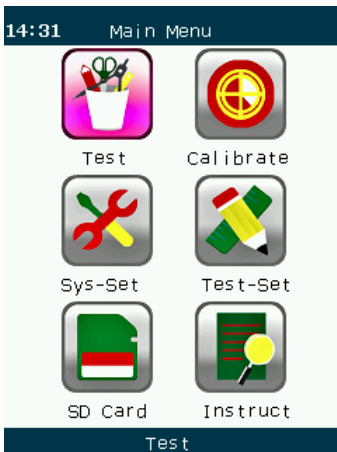 14:31 Main Menu
Test Calibrate
Sys-Set Test-Set
SD Card Instruct
Test